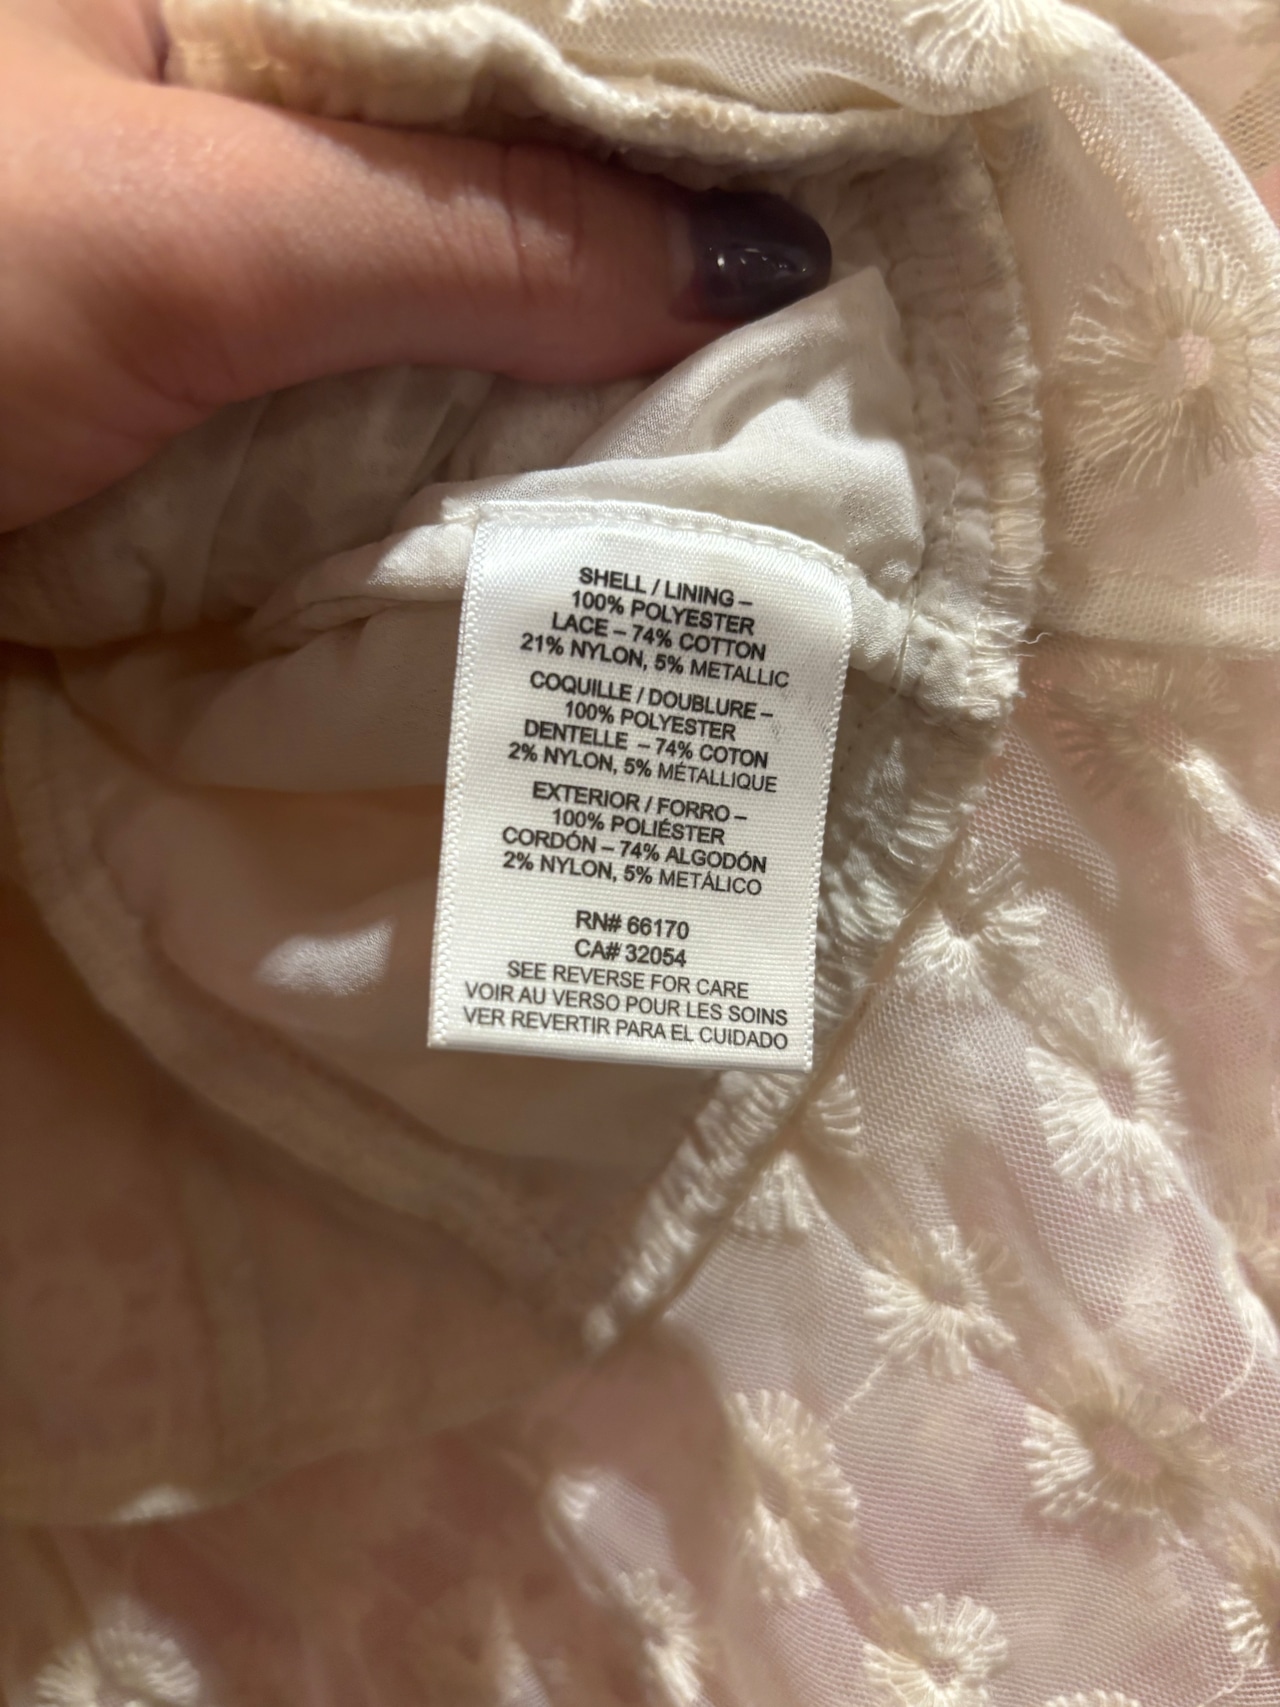 SHELL / LINING –
100% POLYESTER
LACE – 74% COTTON
21% NYLON, 5% METALLIC
COQUILLE / DOUBLURE –
100% POLYESTER
DENTELLE – 74% COTON
2% NYLON, 5% MÉTALLIQUE
EXTERIOR / FORRO –
100% POLIÉSTER
CORDÓN – 74% ALGODÓN
2% NYLON, 5% METÁLICO
RN# 66170
CA# 32054
SEE REVERSE FOR CARE
VOIR AU VERSO POUR LES SOINS
VER REVERTIR PARA EL CUIDADO